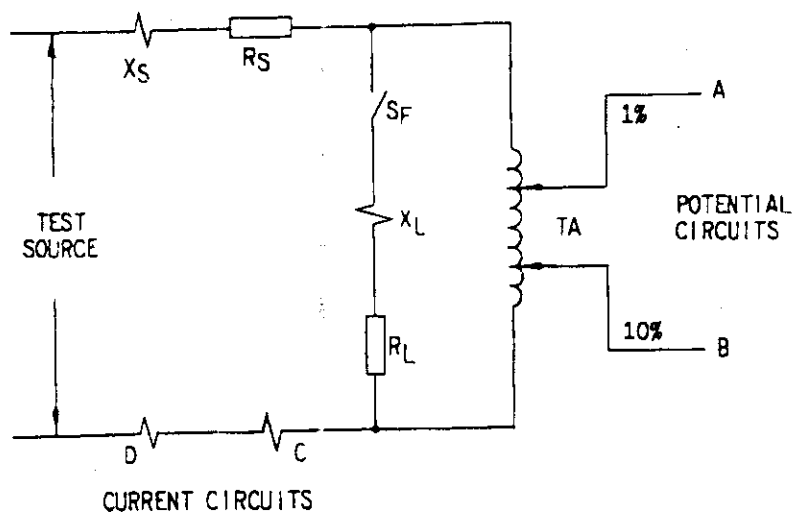 X_S
R_S
A
1%
S_F
TEST
SOURCE
X_L
TA
POTENTIAL
CIRCUITS
R_L
10%
B
D
C
CURRENT CIRCUITS